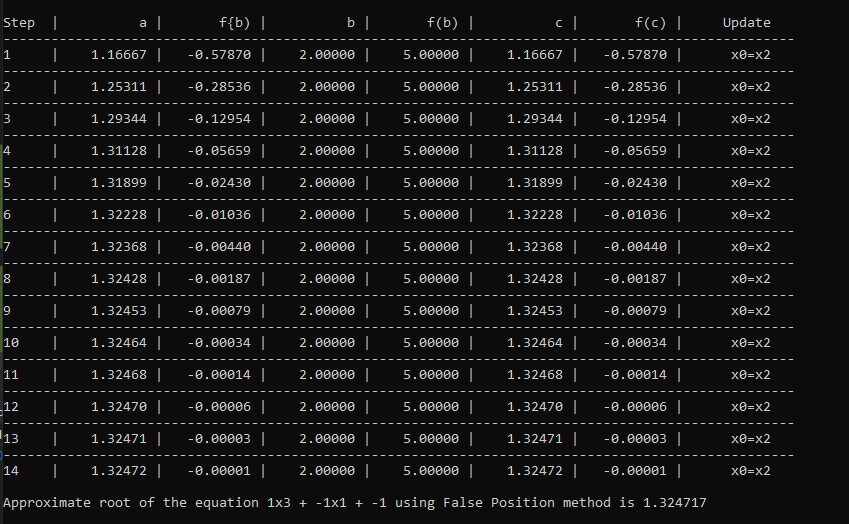 Step | a | f{b) | b | f(b) | c | f(c) | Update
1 | 1.16667 | -0.57870 | 2.00000 | 5.00000 | 1.16667 | -0.57870 | x0=x2
2 | 1.25311 | -0.28536 | 2.00000 | 5.00000 | 1.25311 | -0.28536 | x0=x2
3 | 1.29344 | -0.12954 | 2.00000 | 5.00000 | 1.29344 | -0.12954 | x0=x2
4 | 1.31128 | -0.05659 | 2.00000 | 5.00000 | 1.31128 | -0.05659 | x0=x2
5 | 1.31899 | -0.02430 | 2.00000 | 5.00000 | 1.31899 | -0.02430 | x0=x2
6 | 1.32228 | -0.01036 | 2.00000 | 5.00000 | 1.32228 | -0.01036 | x0=x2
7 | 1.32368 | -0.00440 | 2.00000 | 5.00000 | 1.32368 | -0.00440 | x0=x2
8 | 1.32428 | -0.00187 | 2.00000 | 5.00000 | 1.32428 | -0.00187 | x0=x2
9 | 1.32453 | -0.00079 | 2.00000 | 5.00000 | 1.32453 | -0.00079 | x0=x2
10 | 1.32464 | -0.00034 | 2.00000 | 5.00000 | 1.32464 | -0.00034 | x0=x2
11 | 1.32468 | -0.00014 | 2.00000 | 5.00000 | 1.32468 | -0.00014 | x0=x2
12 | 1.32470 | -0.00006 | 2.00000 | 5.00000 | 1.32470 | -0.00006 | x0=x2
13 | 1.32471 | -0.00003 | 2.00000 | 5.00000 | 1.32471 | -0.00003 | x0=x2
14 | 1.32472 | -0.00001 | 2.00000 | 5.00000 | 1.32472 | -0.00001 | x0=x2
Approximate root of the equation 1x3 + -1x1 + -1 using False Position method is 1.324717